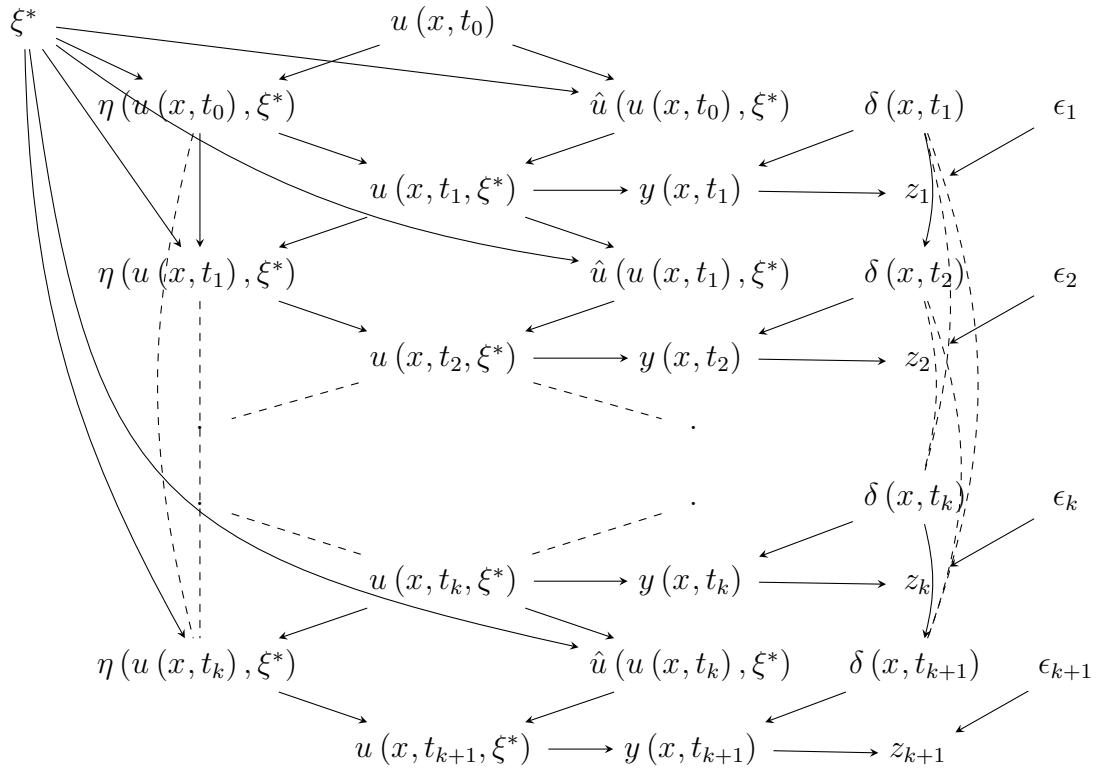 ξ* u (x, t₀)
η (u (x, t₀) , ξ*) û (u (x, t₀) , ξ*) δ (x, t₁) ϵ₁
u (x, t₁, ξ*) y (x, t₁) z₁
η (u (x, t₁) , ξ*) û (u (x, t₁) , ξ*) δ (x, t₂) ϵ₂
u (x, t₂, ξ*) y (x, t₂) z₂
. .
δ (x, tₖ) ϵₖ
. .
u (x, tₖ, ξ*) y (x, tₖ) zₖ
η (u (x, tₖ) , ξ*) û (u (x, tₖ) , ξ*) δ (x, tₖ₊₁) ϵₖ₊₁
u (x, tₖ₊₁, ξ*) y (x, tₖ₊₁) zₖ₊₁